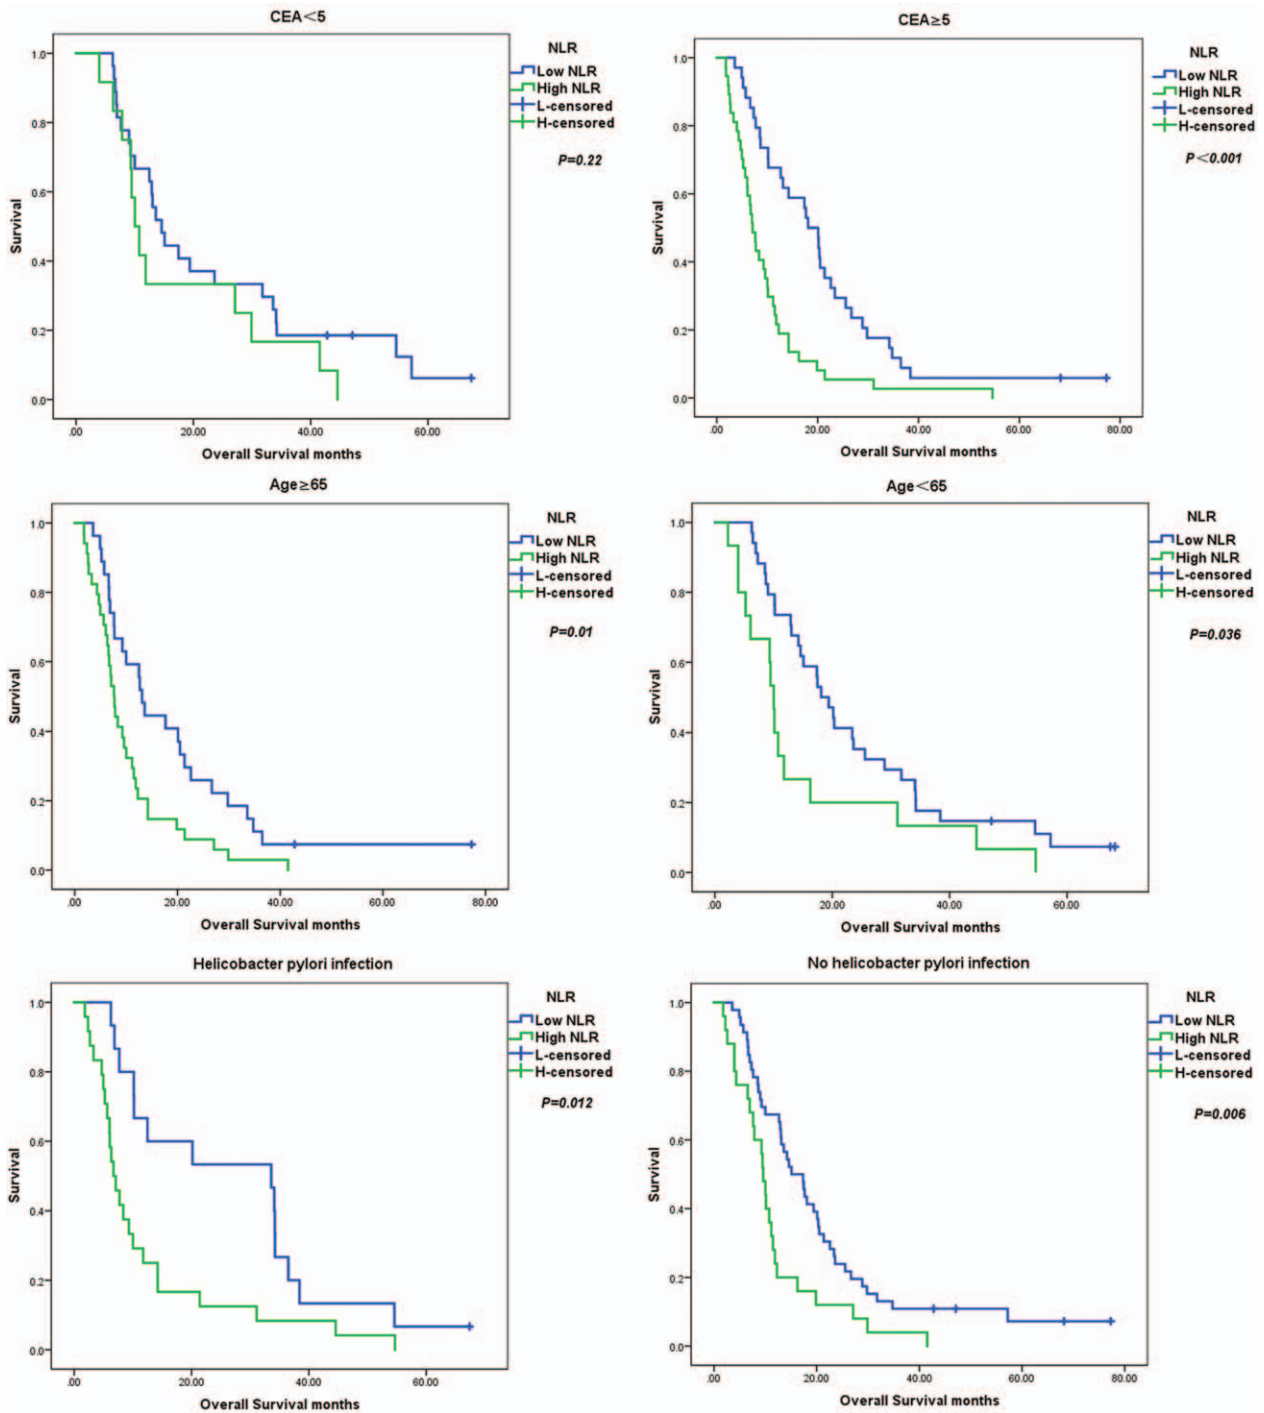 CEA<5
NLR
Low NLR
High NLR
L-censored
H-censored
P=0.22
1.0
0.8
0.6
0.4
0.2
0.0
Survival
.00 20.00 40.00 60.00
Overall Survival months
CEA≥5
NLR
Low NLR
High NLR
L-censored
H-censored
P<0.001
1.0
0.8
0.6
0.4
0.2
0.0
Survival
.00 20.00 40.00 60.00 80.00
Overall Survival months
Age≥65
NLR
Low NLR
High NLR
L-censored
H-censored
P=0.01
1.0
0.8
0.6
0.4
0.2
0.0
Survival
.00 20.00 40.00 60.00 80.00
Overall Survival months
Age<65
NLR
Low NLR
High NLR
L-censored
H-censored
P=0.036
1.0
0.8
0.6
0.4
0.2
0.0
Survival
.00 20.00 40.00 60.00
Overall Survival months
Helicobacter pylori infection
NLR
Low NLR
High NLR
L-censored
H-censored
P=0.012
1.0
0.8
0.6
0.4
0.2
0.0
Survival
.00 20.00 40.00 60.00
Overall Survival months
No helicobacter pylori infection
NLR
Low NLR
High NLR
L-censored
H-censored
P=0.006
1.0
0.8
0.6
0.4
0.2
0.0
Survival
.00 20.00 40.00 60.00 80.00
Overall Survival months